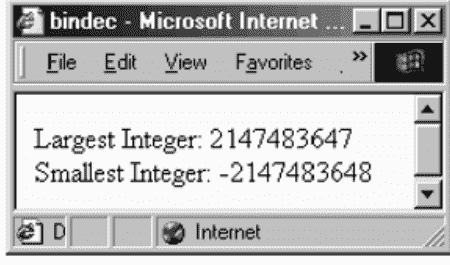 bindec - Microsoft Internet ...
File Edit View Favorites »
Largest Integer: 2147483647
Smallest Integer: -2147483648
D Internet